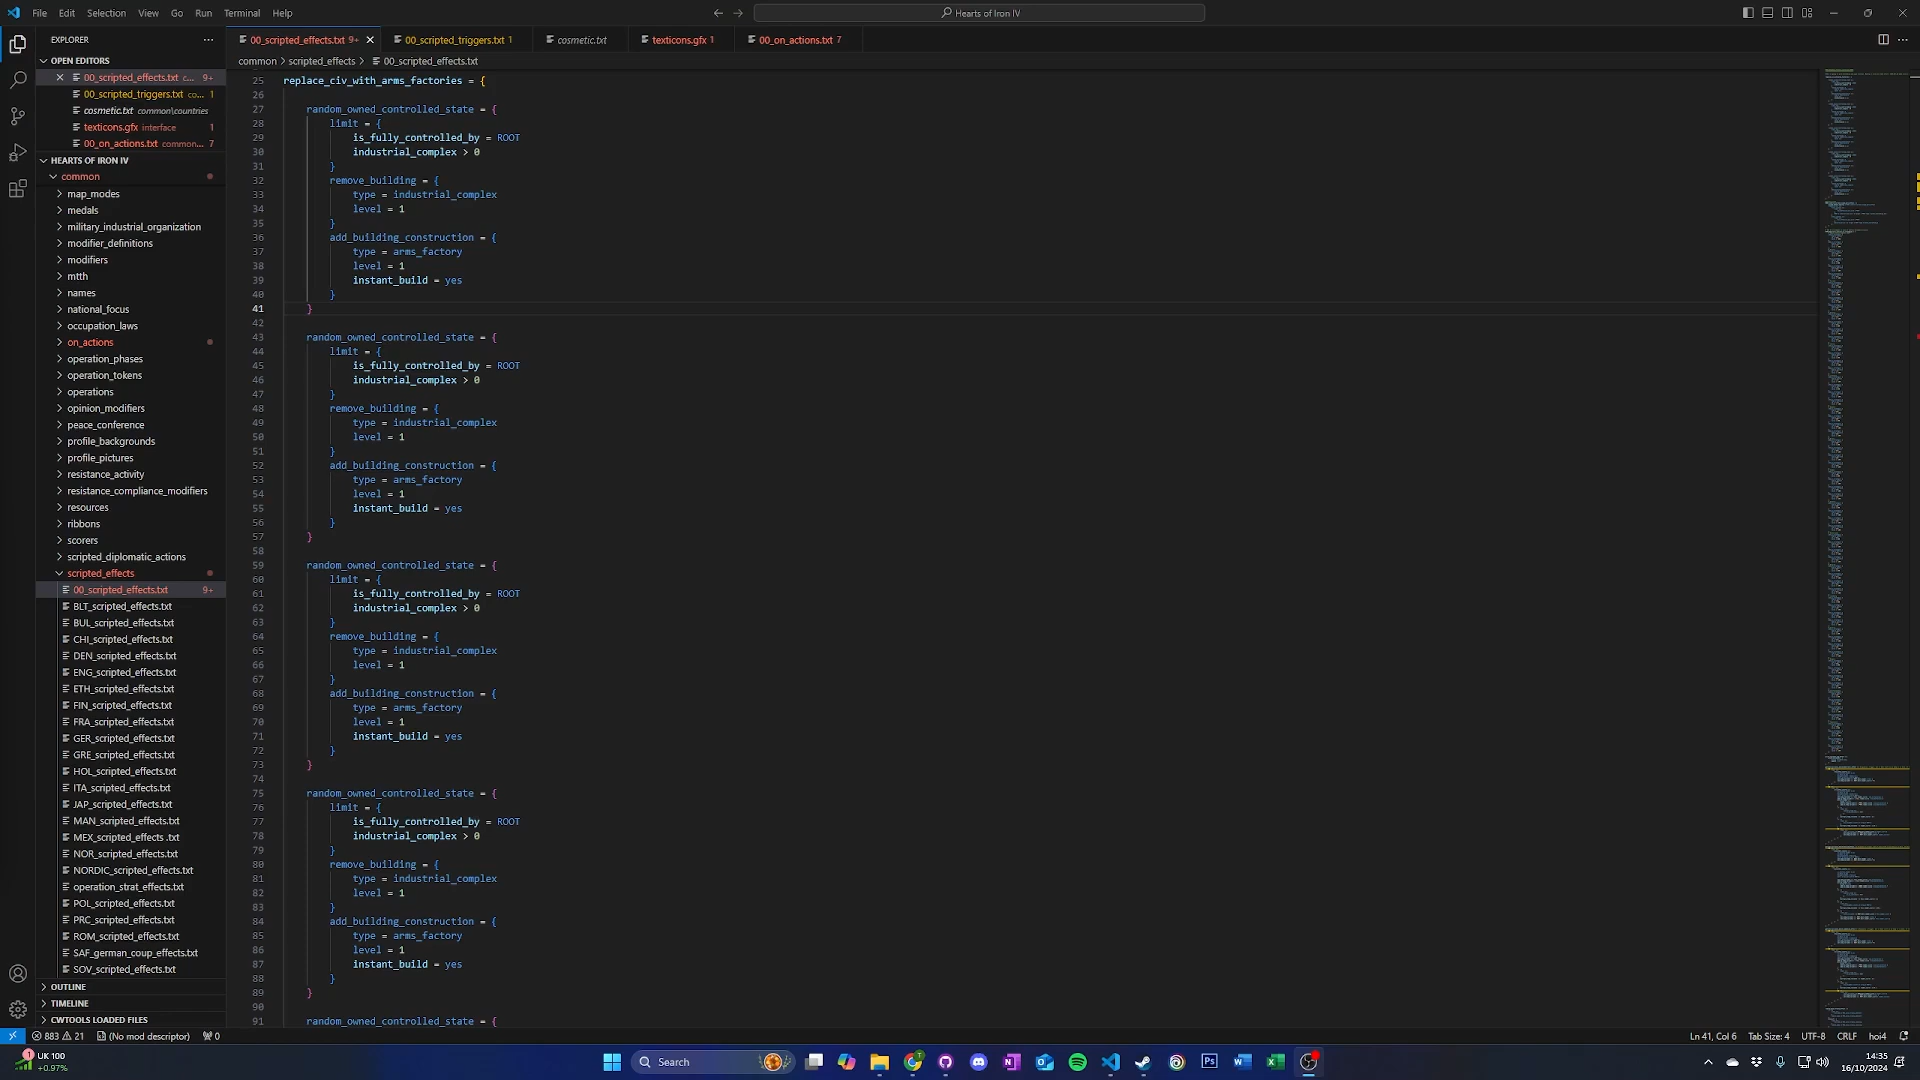 File Edit Selection View Go Run Terminal Help
Hearts of Iron IV
EXPLORER
OPEN EDITORS
00_scripted_effects.txt c... 9+
00_scripted_triggers.txt co... 1
cosmetic.txt common\countries
texticons.gfx interface 1
00_on_actions.txt common... 7
HEARTS OF IRON IV
common
map_modes
medals
military_industrial_organization
modifier_definitions
modifiers
mtth
names
national_focus
occupation_laws
on_actions
operation_phases
operation_tokens
operations
opinion_modifiers
peace_conference
profile_backgrounds
profile_pictures
resistance_activity
resistance_compliance_modifiers
resources
ribbons
scorers
scripted_diplomatic_actions
scripted_effects
00_scripted_effects.txt 9+
BLT_scripted_effects.txt
BUL_scripted_effects.txt
CHI_scripted_effects.txt
DEN_scripted_effects.txt
ENG_scripted_effects.txt
ETH_scripted_effects.txt
FIN_scripted_effects.txt
FRA_scripted_effects.txt
GER_scripted_effects.txt
GRE_scripted_effects.txt
HOL_scripted_effects.txt
ITA_scripted_effects.txt
JAP_scripted_effects.txt
MAN_scripted_effects.txt
MEX_scripted_effects .txt
NOR_scripted_effects.txt
NORDIC_scripted_effects.txt
operation_strat_effects.txt
POL_scripted_effects.txt
PRC_scripted_effects.txt
ROM_scripted_effects.txt
SAF_german_coup_effects.txt
SOV_scripted_effects.txt
OUTLINE
TIMELINE
CWTOOLS LOADED FILES
00_scripted_effects.txt 9+ 00_scripted_triggers.txt 1 cosmetic.txt texticons.gfx 1 00_on_actions.txt 7
common > scripted_effects > 00_scripted_effects.txt
25 replace_civ_with_arms_factories = {
26
27 random_owned_controlled_state = {
28 limit = {
29 is_fully_controlled_by = ROOT
30 industrial_complex > 0
31 }
32 remove_building = {
33 type = industrial_complex
34 level = 1
35 }
36 add_building_construction = {
37 type = arms_factory
38 level = 1
39 instant_build = yes
40 }
41 }
42
43 random_owned_controlled_state = {
44 limit = {
45 is_fully_controlled_by = ROOT
46 industrial_complex > 0
47 }
48 remove_building = {
49 type = industrial_complex
50 level = 1
51 }
52 add_building_construction = {
53 type = arms_factory
54 level = 1
55 instant_build = yes
56 }
57 }
58
59 random_owned_controlled_state = {
60 limit = {
61 is_fully_controlled_by = ROOT
62 industrial_complex > 0
63 }
64 remove_building = {
65 type = industrial_complex
66 level = 1
67 }
68 add_building_construction = {
69 type = arms_factory
70 level = 1
71 instant_build = yes
72 }
73 }
74
75 random_owned_controlled_state = {
76 limit = {
77 is_fully_controlled_by = ROOT
78 industrial_complex > 0
79 }
80 remove_building = {
81 type = industrial_complex
82 level = 1
83 }
84 add_building_construction = {
85 type = arms_factory
86 level = 1
87 instant_build = yes
88 }
89 }
90
91 random_owned_controlled_state = {
883 21 (No mod descriptor) 0
Ln 41, Col 6 Tab Size: 4 UTF-8 CRLF hoi4
1
UK 100
+0.97%
Search
Ps
14:35
16/10/2024